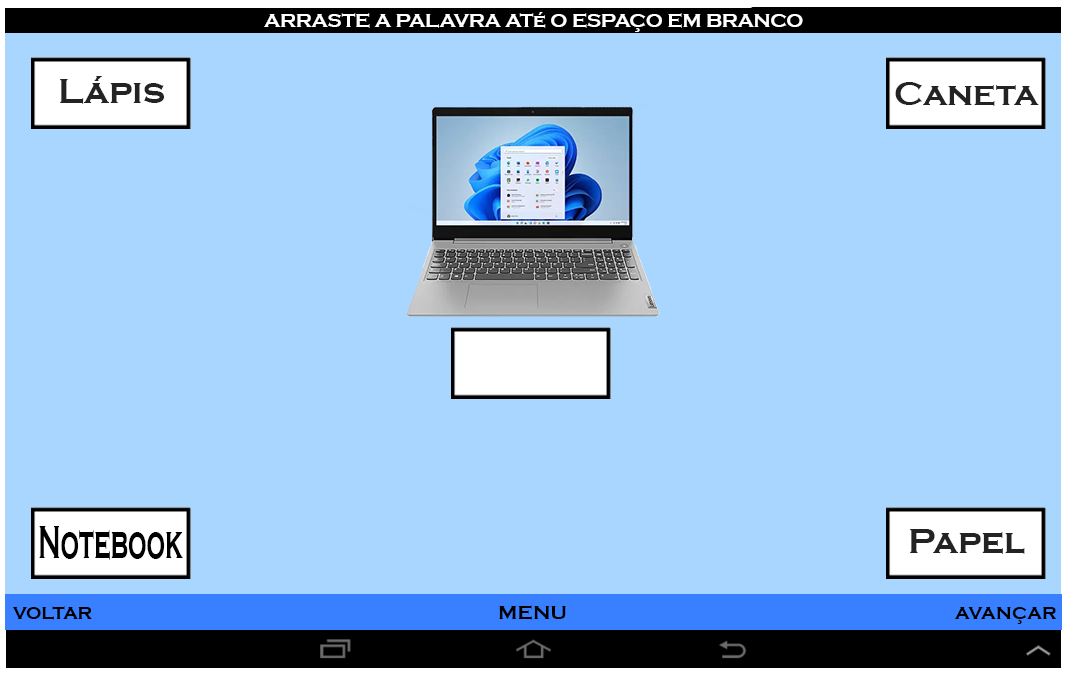 ARRASTE A PALAVRA ATÉ O ESPAÇO EM BRANCO
LÁPIS
CANETA
NOTEBOOK
PAPEL
VOLTAR
MENU
AVANÇAR